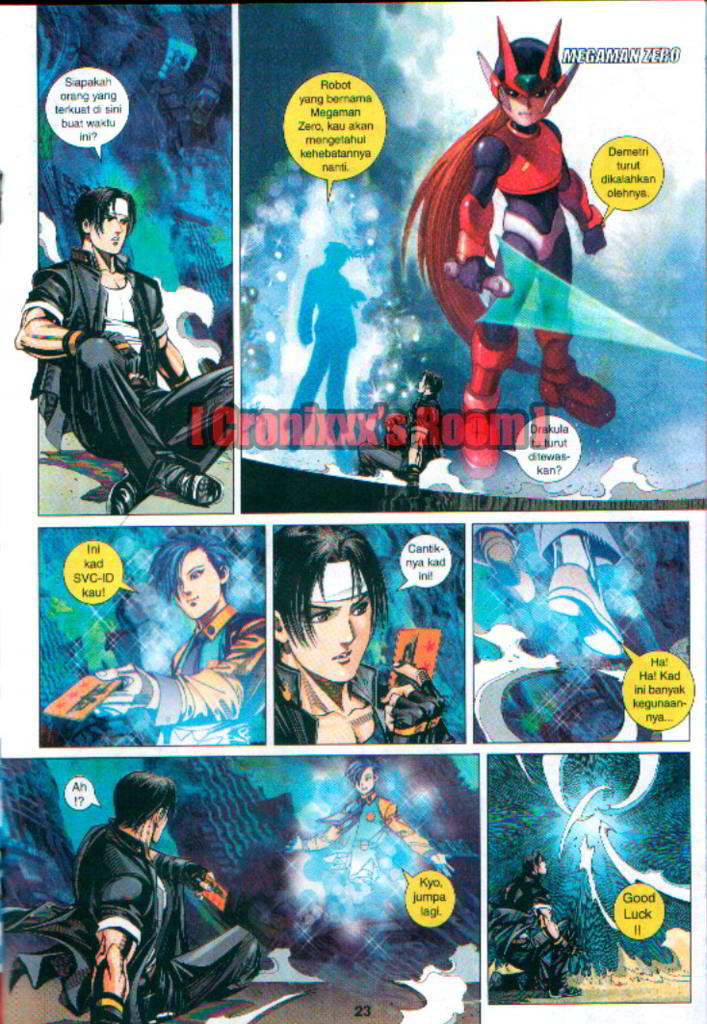 Siapakah
orang yang
terkuat di sini
buat waktu
ini?
Robot
yang bernama
Megaman
Zero, kau akan
mengetahui
kehebatannya
nanti.
MEGAMAN ZERO
Demetri
turut
dikalahkan
olehnya.
[ Cronixxx's Room ]
Drakula
tu turut
ditewas-
kan?
Ini
kad
SVC-ID
kau!
Cantik-
nya kad
ini!
Ha!
Ha! Kad
ini banyak
kegunaan-
nya...
Ah
!?
Kyo,
jumpa
lagi.
Good
Luck
!!
23